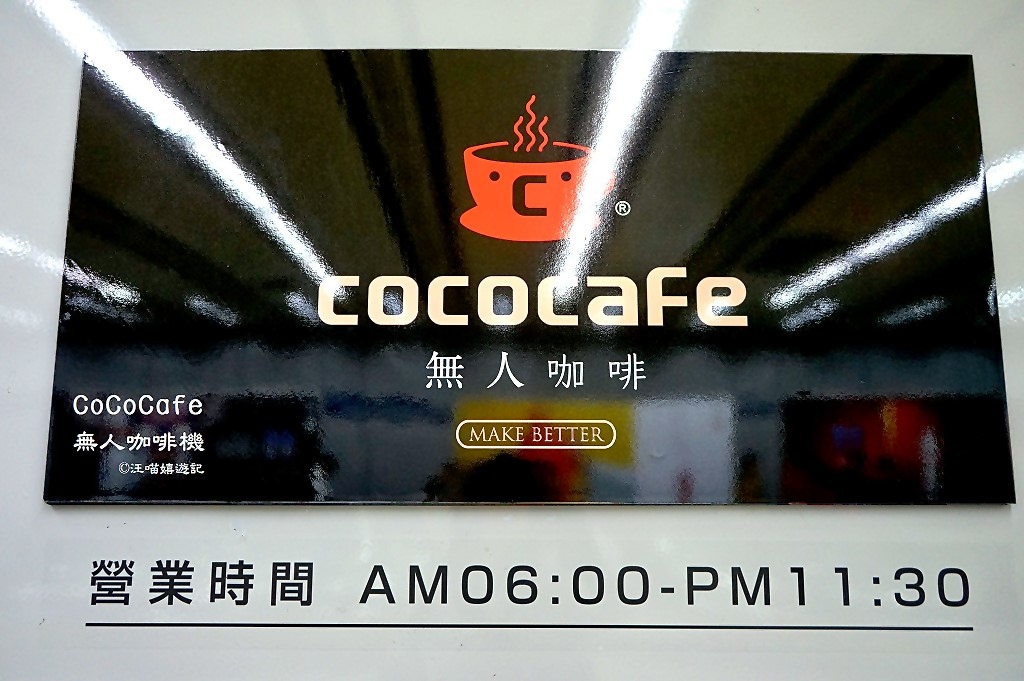 C
®
cococafe
無人咖啡
MAKE BETTER
CoCoCafe
無人咖啡機
©汪喵嬉遊記
營業時間 AM06:00-PM11:30